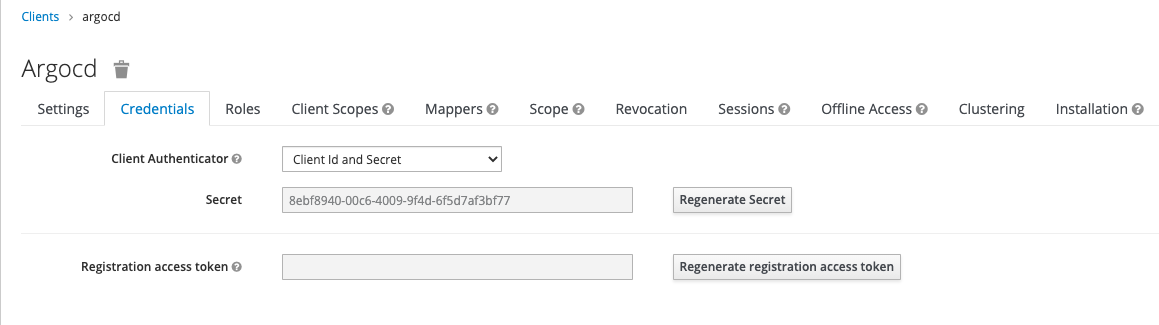 Clients > argocd
Argocd
Settings Credentials Roles Client Scopes ? Mappers ? Scope ? Revocation Sessions ? Offline Access ? Clustering Installation ?
Client Authenticator ? Client Id and Secret
Secret 8ebf8940-00c6-4009-9f4d-6f5d7af3bf77 Regenerate Secret
Registration access token ? Regenerate registration access token